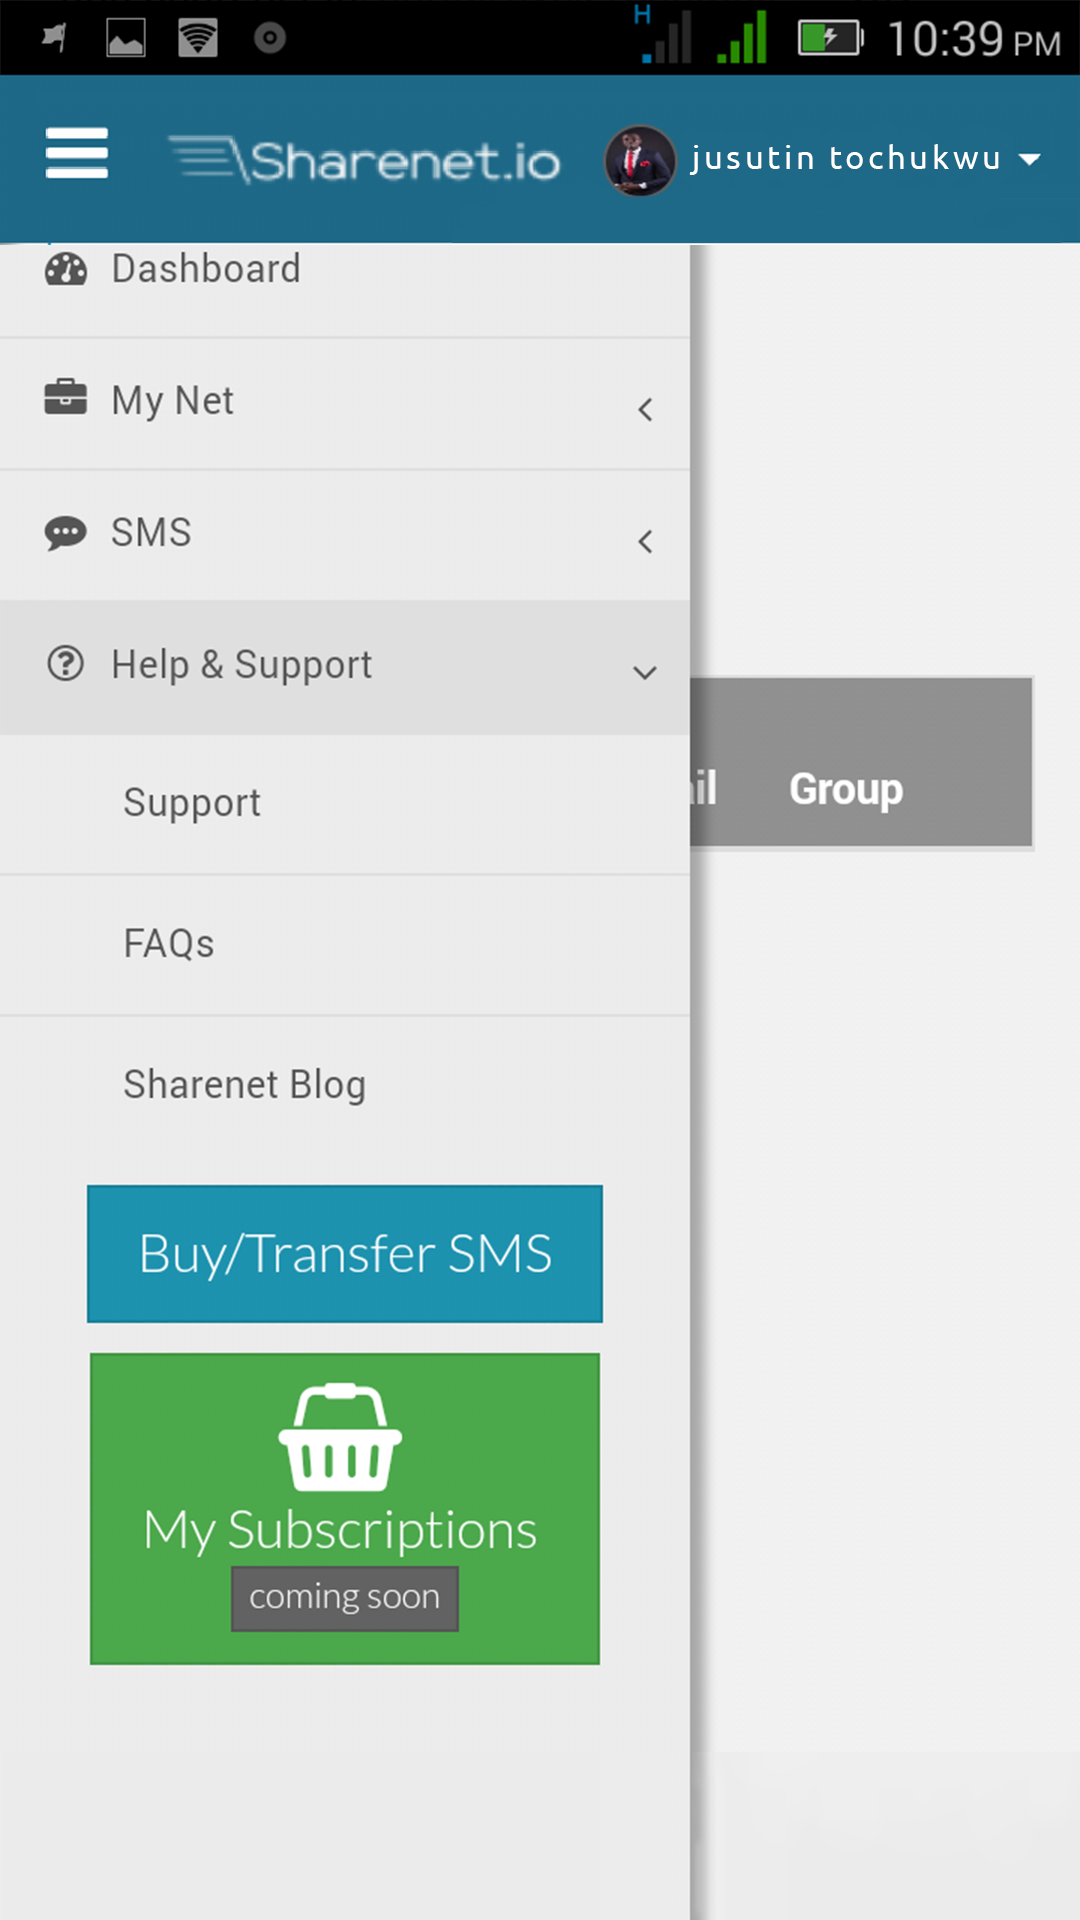 H
10:39 PM
Sharenet.io
jusutin tochukwu
Dashboard
My Net
SMS
Help & Support
Support
Group
FAQs
Sharenet Blog
Buy/Transfer SMS
My Subscriptions
coming soon